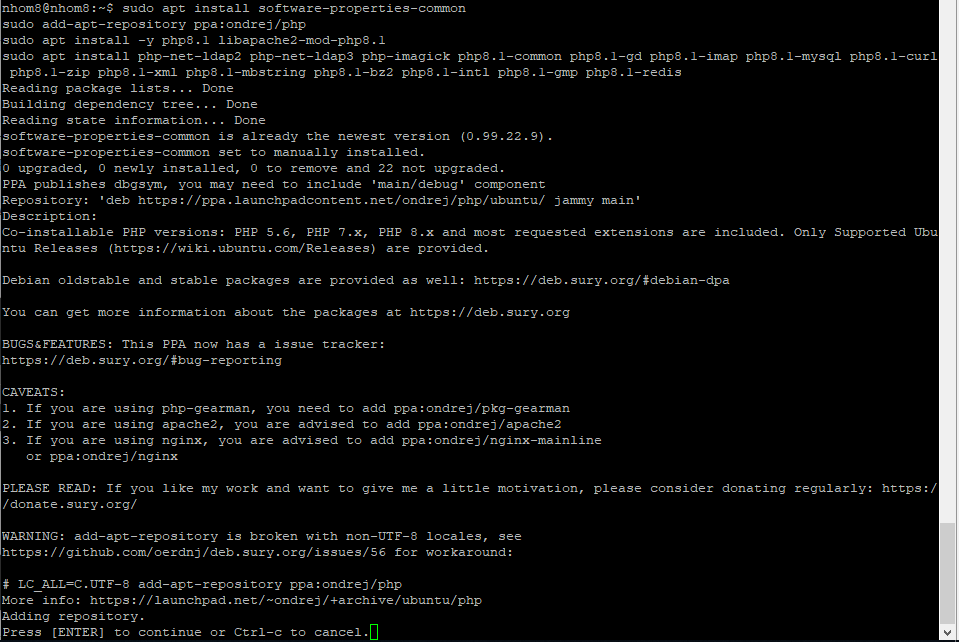 nhom8@nhom8:~$ sudo apt install software-properties-common
sudo add-apt-repository ppa:ondrej/php
sudo apt install -y php8.1 libapache2-mod-php8.1
sudo apt install php-net-ldap2 php-net-ldap3 php-imagick php8.1-common php8.1-gd php8.1-imap php8.1-mysql php8.1-curl
 php8.1-zip php8.1-xml php8.1-mbstring php8.1-bz2 php8.1-intl php8.1-gmp php8.1-redis
Reading package lists... Done
Building dependency tree... Done
Reading state information... Done
software-properties-common is already the newest version (0.99.22.9).
software-properties-common set to manually installed.
0 upgraded, 0 newly installed, 0 to remove and 22 not upgraded.
PPA publishes dbgsym, you may need to include 'main/debug' component
Repository: 'deb https://ppa.launchpadcontent.net/ondrej/php/ubuntu/ jammy main'
Description:
Co-installable PHP versions: PHP 5.6, PHP 7.x, PHP 8.x and most requested extensions are included. Only Supported Ubu
ntu Releases (https://wiki.ubuntu.com/Releases) are provided.

Debian oldstable and stable packages are provided as well: https://deb.sury.org/#debian-dpa

You can get more information about the packages at https://deb.sury.org

BUGS&FEATURES: This PPA now has a issue tracker:
https://deb.sury.org/#bug-reporting

CAVEATS:
1. If you are using php-gearman, you need to add ppa:ondrej/pkg-gearman
2. If you are using apache2, you are advised to add ppa:ondrej/apache2
3. If you are using nginx, you are advised to add ppa:ondrej/nginx-mainline
   or ppa:ondrej/nginx

PLEASE READ: If you like my work and want to give me a little motivation, please consider donating regularly: https:/
/donate.sury.org/

WARNING: add-apt-repository is broken with non-UTF-8 locales, see
https://github.com/oerdnj/deb.sury.org/issues/56 for workaround:

# LC_ALL=C.UTF-8 add-apt-repository ppa:ondrej/php
More info: https://launchpad.net/~ondrej/+archive/ubuntu/php
Adding repository.
Press [ENTER] to continue or Ctrl-c to cancel.